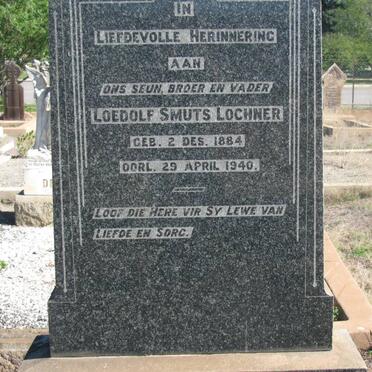 IN
LIEFDEVOLLE HERINNERING
AAN
ONS SEUN, BROER EN VADER
LOEDOLF SMUTS LOCHNER
GEB. 2 DES. 1884
OORL. 29 APRIL 1940.
LOOF DIE HERE VIR SY LEWE VAN
LIEFDE EN SORG.